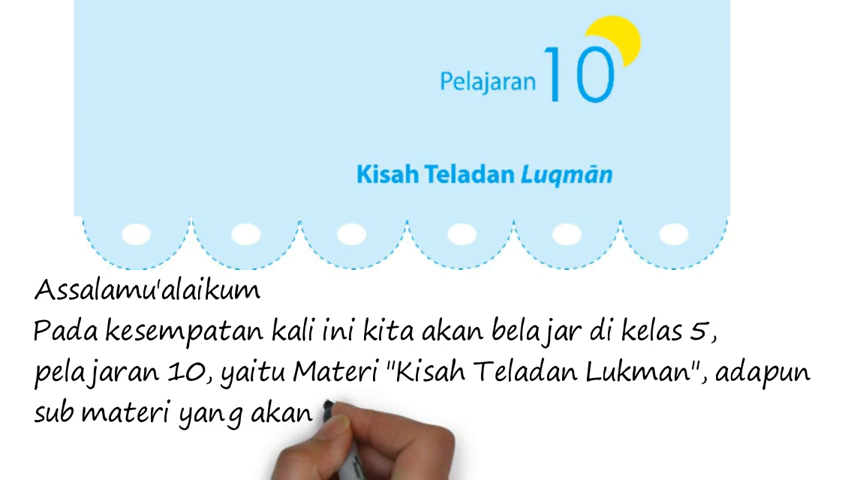 Pelajaran 10
Kisah Teladan Luqmān
Assalamu'alaikum
Pada kesempatan kali ini kita akan belajar di kelas 5,
pelajaran 10, yaitu Materi "Kisah Teladan Lukman", adapun
sub materi yang akan